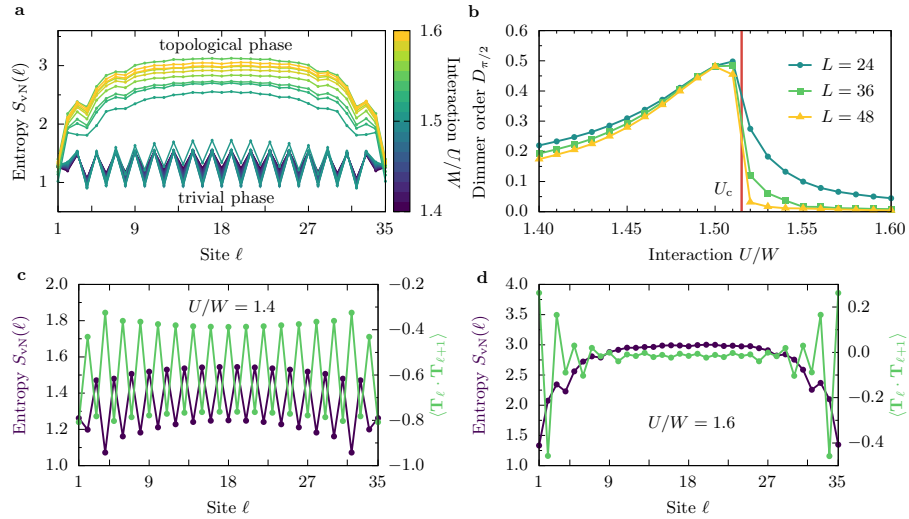 a
topological phase
trivial phase
Entropy S_vN(ℓ)
3
2
1
1
9
18
27
35
Site ℓ
1.6
1.5
1.4
Interaction U/W
b
Dimmer order D_π/2
0.6
0.5
0.4
0.3
0.2
0.1
0.0
1.40
1.45
1.50
1.55
1.60
Interaction U/W
U_c
L = 24
L = 36
L = 48
c
U/W = 1.4
Entropy S_vN(ℓ)
2.0
1.8
1.6
1.4
1.2
1.0
1
9
18
27
35
Site ℓ
−0.2
−0.4
−0.6
−0.8
−1.0
⟨T_ℓ · T_ℓ+1⟩
d
U/W = 1.6
Entropy S_vN(ℓ)
4.0
3.5
3.0
2.5
2.0
1.5
1.0
1
9
18
27
35
Site ℓ
0.2
0.0
−0.2
−0.4
⟨T_ℓ · T_ℓ+1⟩